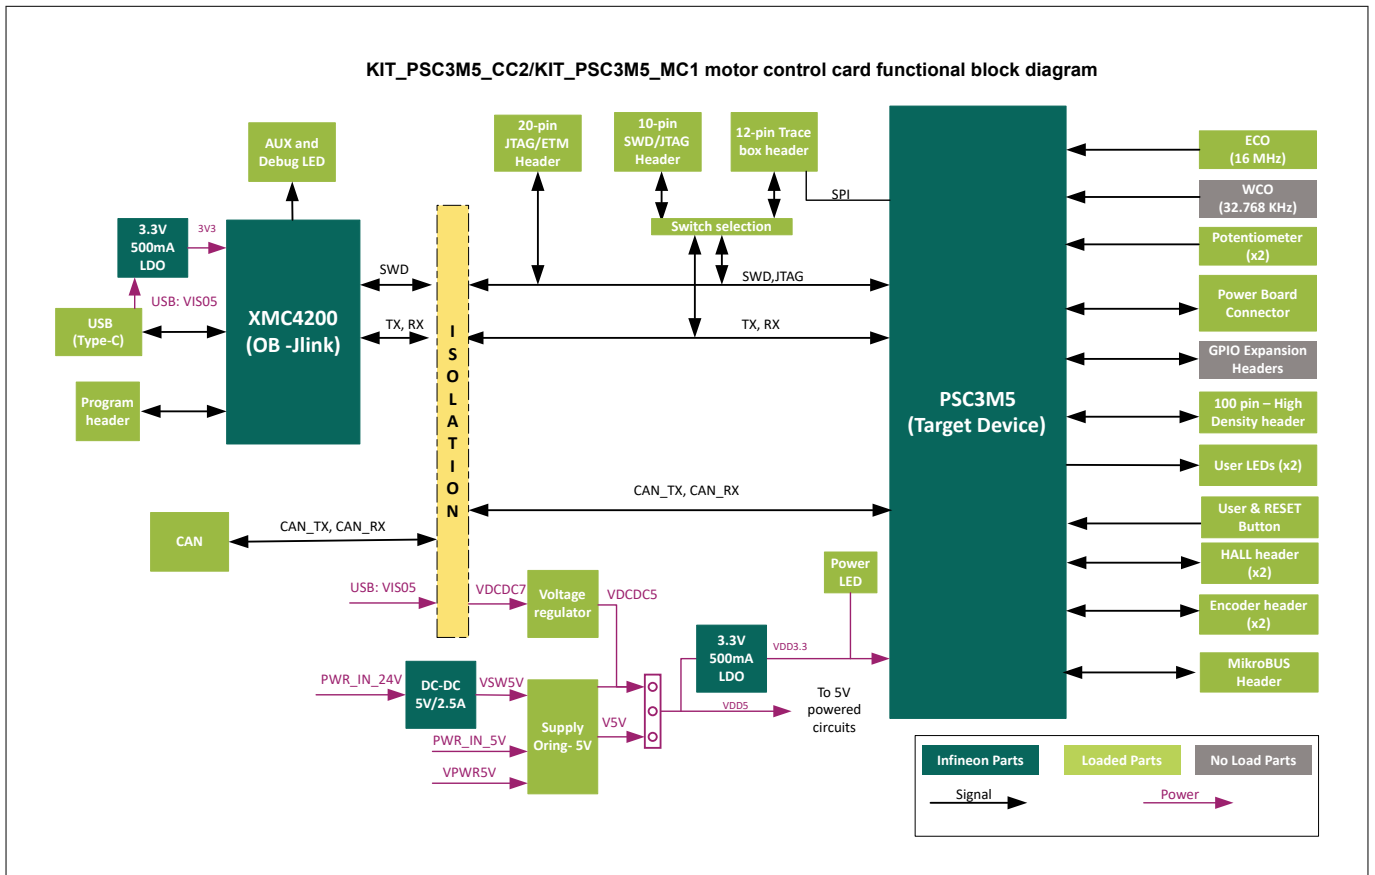 KIT_PSC3M5_CC2/KIT_PSC3M5_MC1 motor control card functional block diagram
AUX and
Debug LED
20-pin
JTAG/ETM
Header
10-pin
SWD/JTAG
Header
12-pin Trace
box header
SPI
Switch selection
3.3V
500mA
LDO
3V3
USB: VIS05
USB
(Type-C)
Program
header
XMC4200
(OB -Jlink)
SWD
TX, RX
I
S
O
L
A
T
I
O
N
SWD,JTAG
TX, RX
CAN_TX, CAN_RX
CAN
CAN_TX, CAN_RX
PSC3M5
(Target Device)
ECO
(16 MHz)
WCO
(32.768 KHz)
Potentiometer
(x2)
Power Board
Connector
GPIO Expansion
Headers
100 pin – High
Density header
User LEDs (x2)
User & RESET
Button
HALL header
(x2)
Encoder header
(x2)
MikroBUS
Header
USB: VIS05
VDCDC7
Voltage
regulator
VDCDC5
Power
LED
3.3V
500mA
LDO
VDD3.3
PWR_IN_24V
DC-DC
5V/2.5A
VSW5V
Supply
Oring- 5V
V5V
PWR_IN_5V
VPWR5V
VDD5
To 5V
powered
circuits
Infineon Parts
Loaded Parts
No Load Parts
Signal
Power